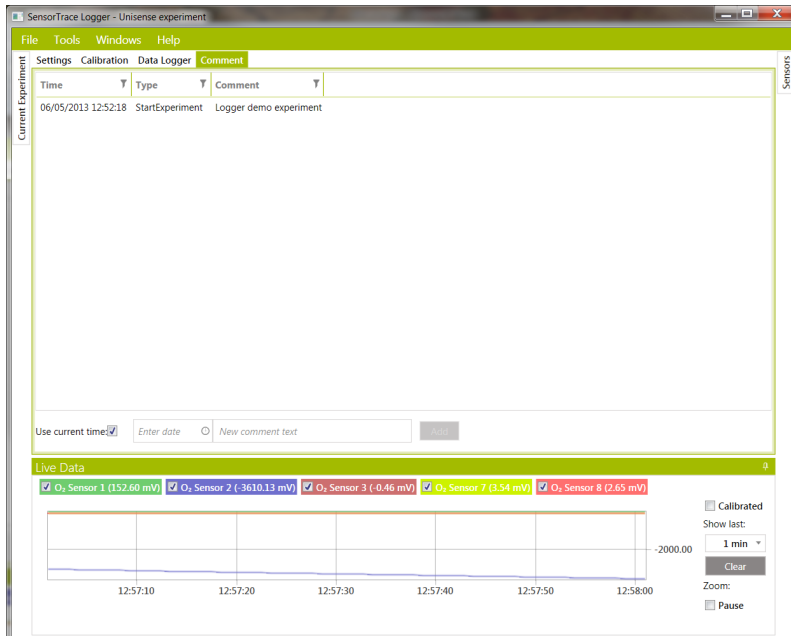 SensorTrace Logger - Unisense experiment
File Tools Windows Help
Current Experiment
Settings Calibration Data Logger Comment
Sensors
Time Type Comment
06/05/2013 12:52:18 StartExperiment Logger demo experiment
Use current time: Enter date New comment text Add
Live Data
O₂ Sensor 1 (152.60 mV) O₂ Sensor 2 (-3610.13 mV) O₂ Sensor 3 (-0.46 mV) O₂ Sensor 7 (3.54 mV) O₂ Sensor 8 (2.65 mV)
Calibrated
Show last:
1 min
-2000.00
Clear
Zoom:
12:57:10 12:57:20 12:57:30 12:57:40 12:57:50 12:58:00
Pause